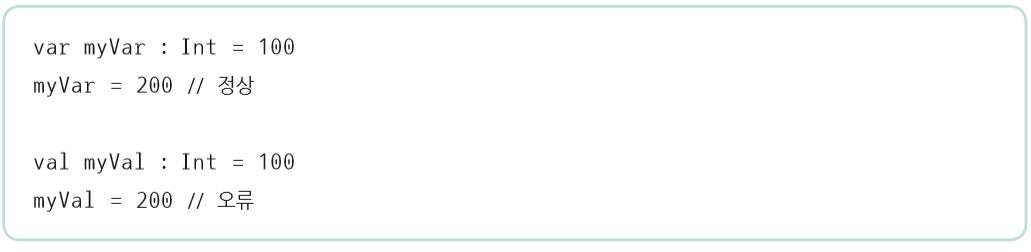 var myVar : Int = 100
myVar = 200 // 정상
val myVal : Int = 100
myVal = 200 // 오류